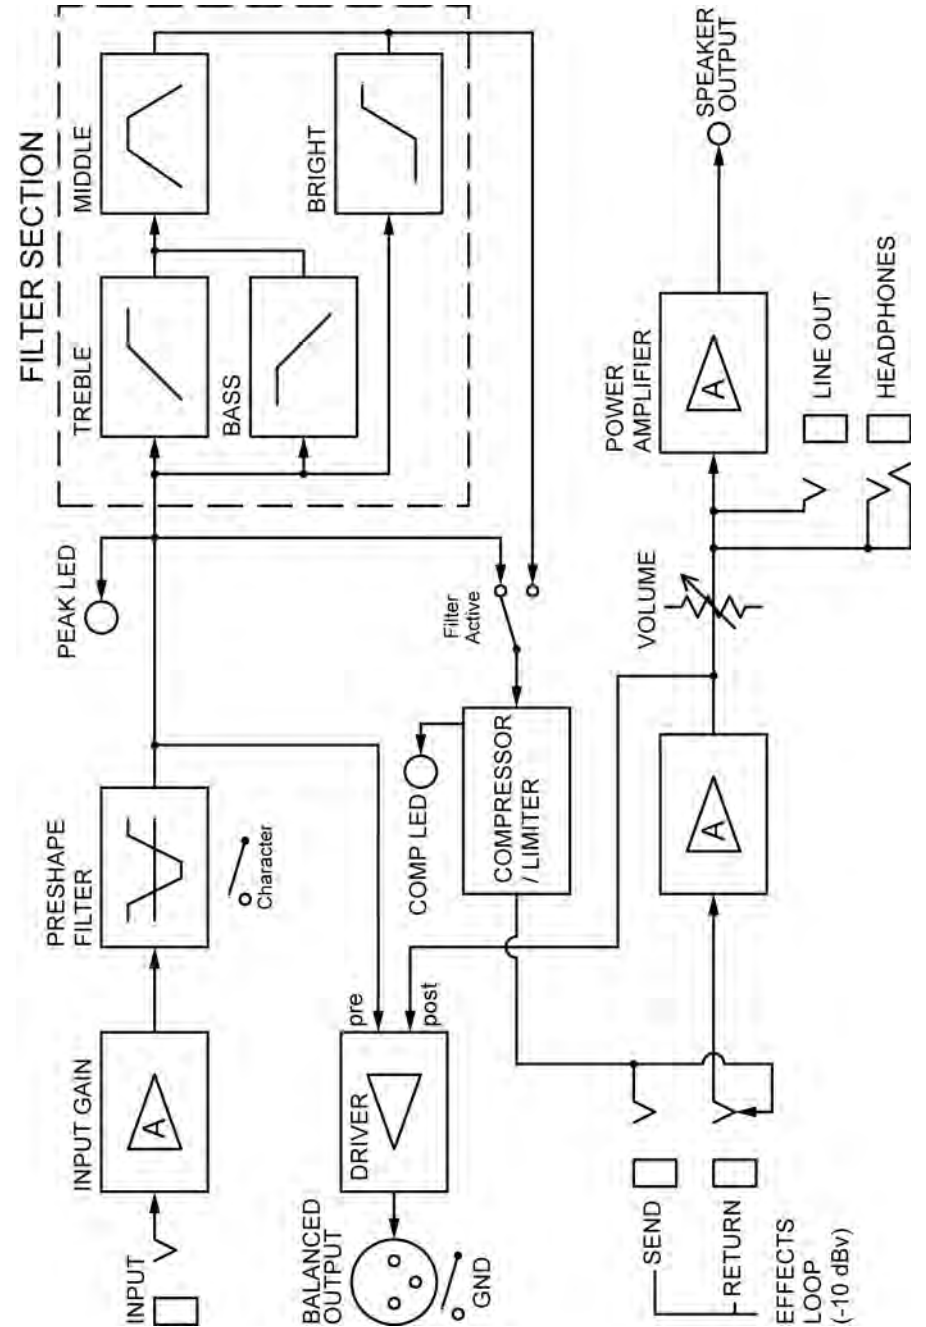 FILTER SECTION
MIDDLE
BRIGHT
TREBLE
BASS
SPEAKER
OUTPUT
POWER
AMPLIFIER
A
LINE OUT
HEADPHONES
PEAK LED
Filter
Active
VOLUME
PRESHAPE
FILTER
Character
COMP LED
COMPRESSOR
/ LIMITER
A
INPUT GAIN
A
pre
post
DRIVER
INPUT
BALANCED
OUTPUT
GND
SEND
RETURN
EFFECTS
LOOP
(-10 dBv)